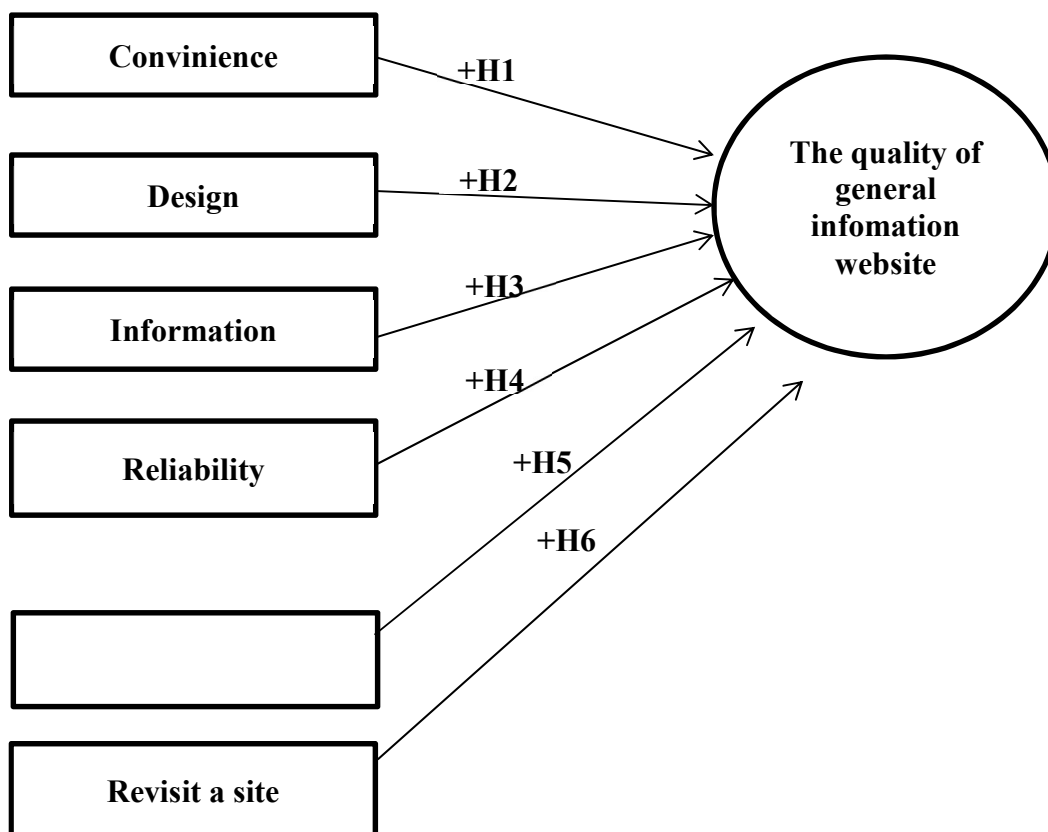 Convinience
+H1
Design
+H2
Information
+H3
Reliability
+H4
+H5
+H6
Revisit a site
The quality of
general
infomation
website